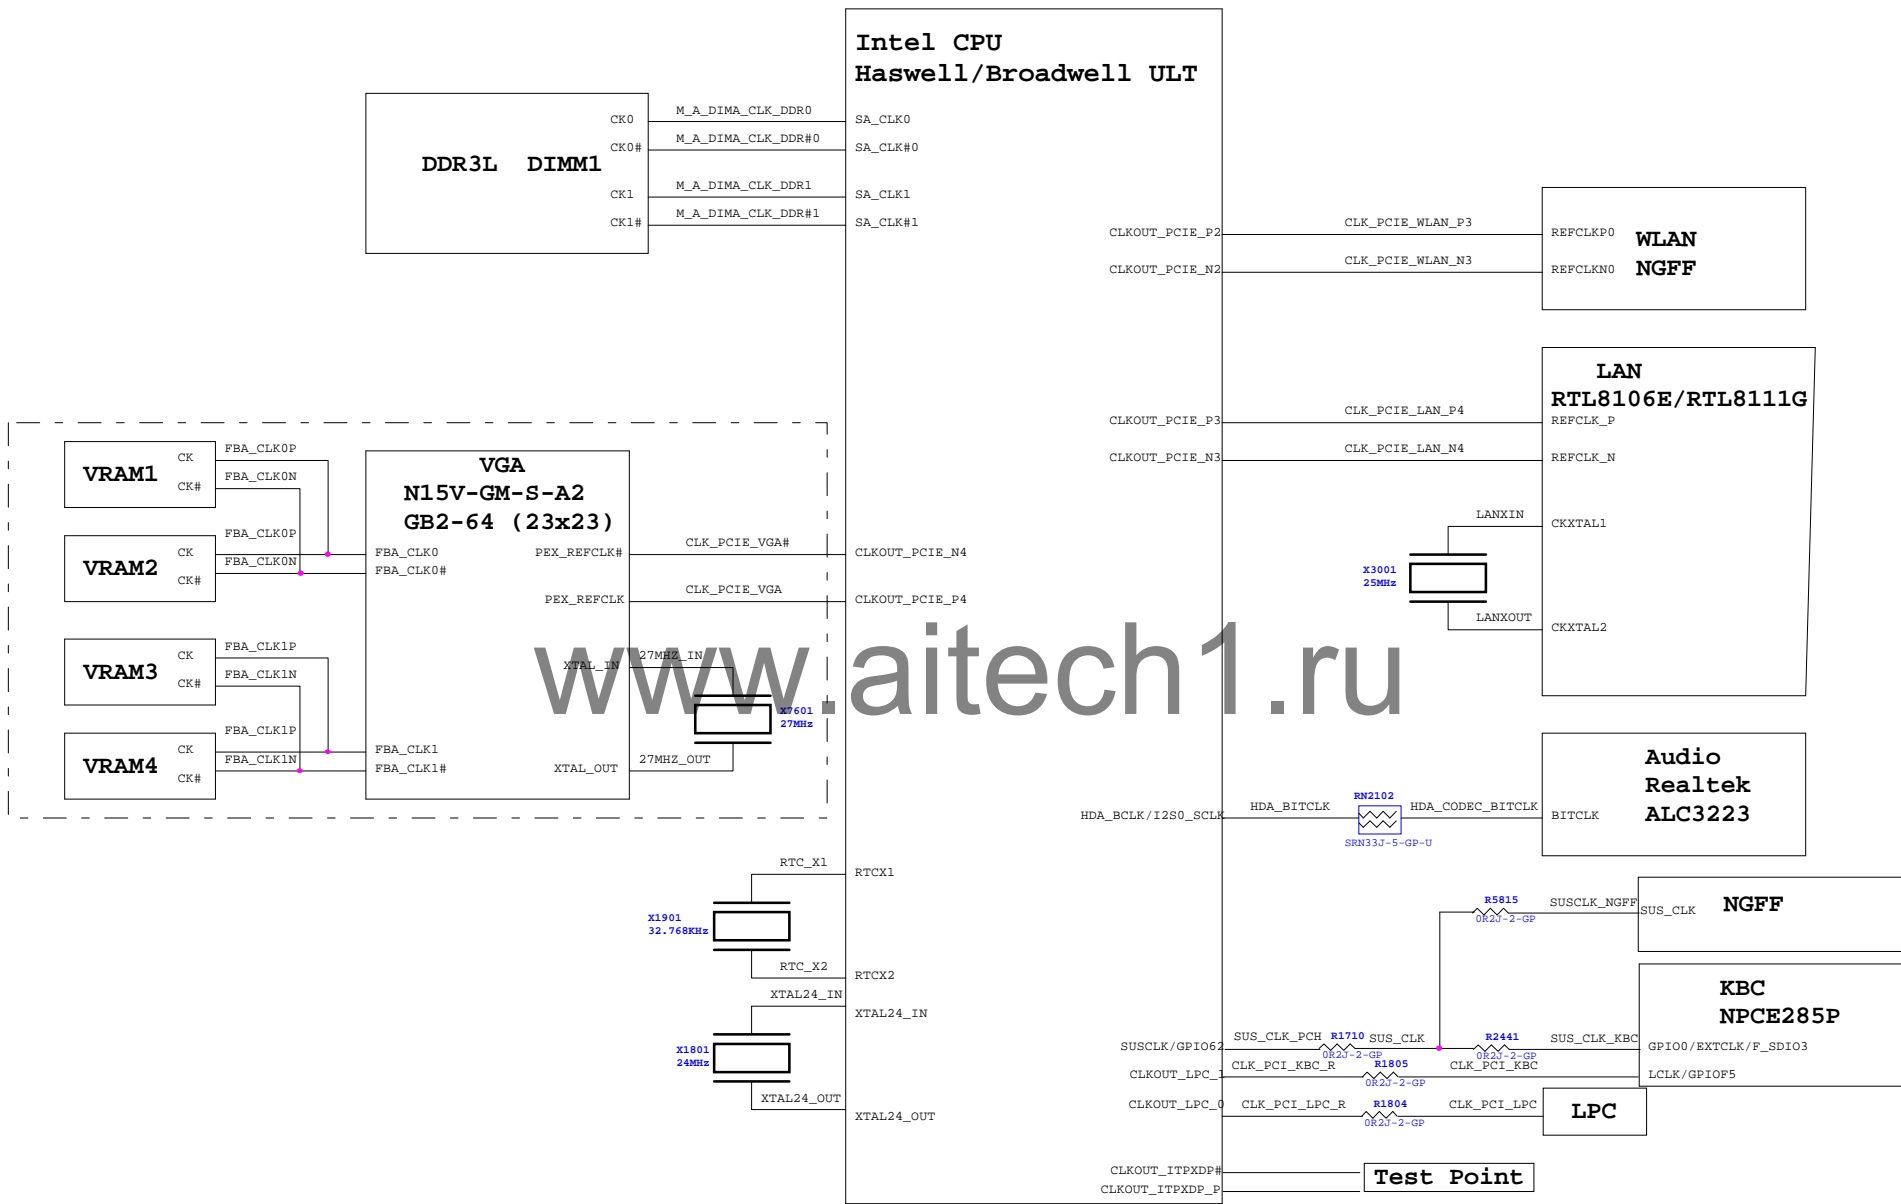 Intel CPU
Haswell/Broadwell ULT
DDR3L DIMM1
CK0
M_A_DIMA_CLK_DDR0
SA_CLK0
CK0#
M_A_DIMA_CLK_DDR#0
SA_CLK#0
CK1
M_A_DIMA_CLK_DDR1
SA_CLK1
CK1#
M_A_DIMA_CLK_DDR#1
SA_CLK#1
CLKOUT_PCIE_P2
CLK_PCIE_WLAN_P3
REFCLKP0
CLKOUT_PCIE_N2
CLK_PCIE_WLAN_N3
REFCLKN0
WLAN
NGFF
LAN
RTL8106E/RTL8111G
CLKOUT_PCIE_P3
CLK_PCIE_LAN_P4
REFCLK_P
CLKOUT_PCIE_N3
CLK_PCIE_LAN_N4
REFCLK_N
LANXIN
CKXTAL1
X3001
25MHz
LANXOUT
CKXTAL2
VRAM1
CK
FBA_CLK0P
CK#
FBA_CLK0N
VRAM2
CK
FBA_CLK0P
CK#
FBA_CLK0N
VRAM3
CK
FBA_CLK1P
CK#
FBA_CLK1N
VRAM4
CK
FBA_CLK1P
CK#
FBA_CLK1N
VGA
N15V-GM-S-A2
GB2-64 (23x23)
FBA_CLK0
FBA_CLK0#
FBA_CLK1
FBA_CLK1#
PEX_REFCLK#
CLK_PCIE_VGA#
CLKOUT_PCIE_N4
PEX_REFCLK
CLK_PCIE_VGA
CLKOUT_PCIE_P4
XTAL_IN
27MHZ_IN
X7601
27MHz
XTAL_OUT
27MHZ_OUT
www.aitech1.ru
Audio
Realtek
ALC3223
HDA_BCLK/I2S0_SCLK
HDA_BITCLK
RN2102
SRN33J-5-GP-U
HDA_CODEC_BITCLK
BITCLK
RTC_X1
RTCX1
X1901
32.768KHz
RTC_X2
RTCX2
XTAL24_IN
XTAL24_IN
X1801
24MHz
XTAL24_OUT
XTAL24_OUT
R5815
0R2J-2-GP
SUSCLK_NGFF
SUS_CLK
NGFF
KBC
NPCE285P
SUSCLK/GPIO62
SUS_CLK_PCH
R1710
0R2J-2-GP
SUS_CLK
R2441
0R2J-2-GP
SUS_CLK_KBC
GPIO0/EXTCLK/F_SDIO3
CLKOUT_LPC_1
CLK_PCI_KBC_R
R1805
0R2J-2-GP
CLK_PCI_KBC
LCLK/GPIOF5
CLKOUT_LPC_0
CLK_PCI_LPC_R
R1804
0R2J-2-GP
CLK_PCI_LPC
LPC
CLKOUT_ITPXDP#
CLKOUT_ITPXDP_P
Test Point